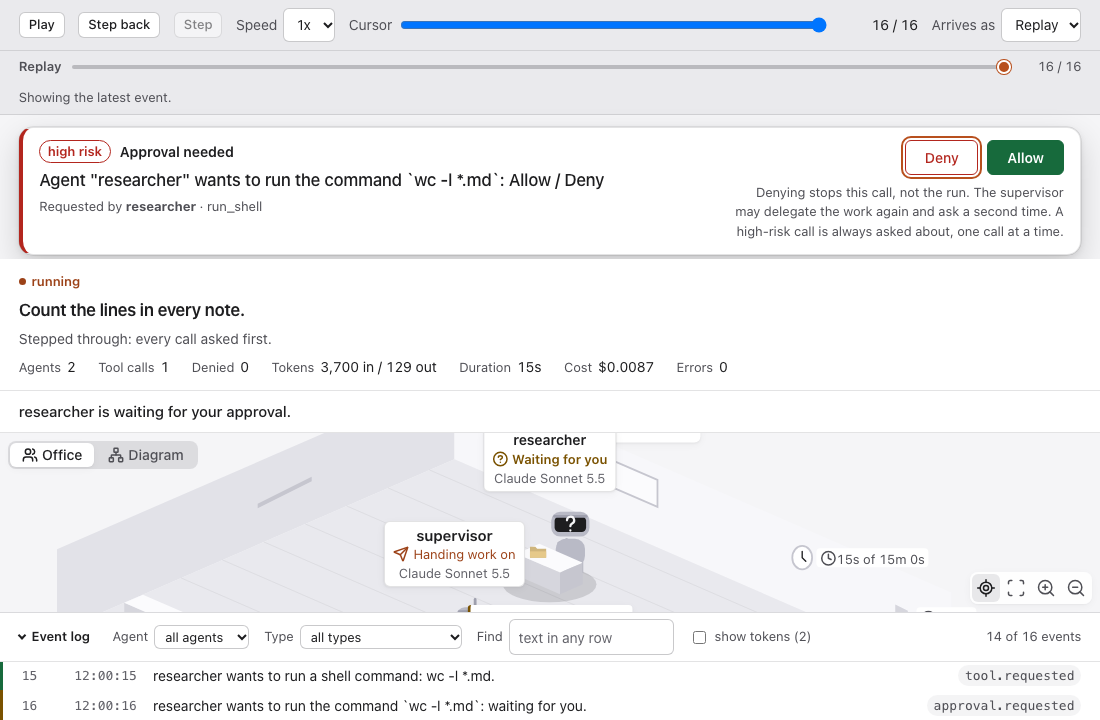 Play Step back Step Speed 1x Cursor 16 / 16 Arrives as Replay
Replay 16 / 16
Showing the latest event.
high risk Approval needed
Agent "researcher" wants to run the command `wc -l *.md`: Allow / Deny
Requested by researcher · run_shell
Deny Allow
Denying stops this call, not the run. The supervisor
may delegate the work again and ask a second time. A
high-risk call is always asked about, one call at a time.
running
Count the lines in every note.
Stepped through: every call asked first.
Agents 2 Tool calls 1 Denied 0 Tokens 3,700 in / 129 out Duration 15s Cost $0.0087 Errors 0
researcher is waiting for your approval.
Office Diagram
researcher
Waiting for you
Claude Sonnet 5.5
?
supervisor
Handing work on
Claude Sonnet 5.5
15s of 15m 0s
Event log Agent all agents Type all types Find text in any row show tokens (2) 14 of 16 events
15 12:00:15 researcher wants to run a shell command: wc -l *.md. tool.requested
16 12:00:16 researcher wants to run the command `wc -l *.md`: waiting for you. approval.requested